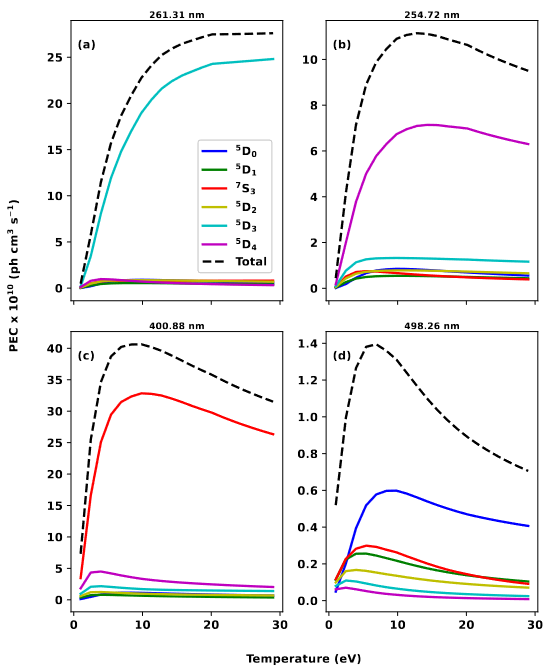 261.31 nm
254.72 nm
(a)
(b)
25
20
15
10
5
0
10
8
6
4
2
0
⁵D₀
⁵D₁
⁷S₃
⁵D₂
⁵D₃
⁵D₄
Total
PEC x 10¹⁰ (ph cm³ s⁻¹)
400.88 nm
498.26 nm
(c)
(d)
40
35
30
25
20
15
10
5
0
1.4
1.2
1.0
0.8
0.6
0.4
0.2
0.0
0
10
20
30
0
10
20
30
Temperature (eV)